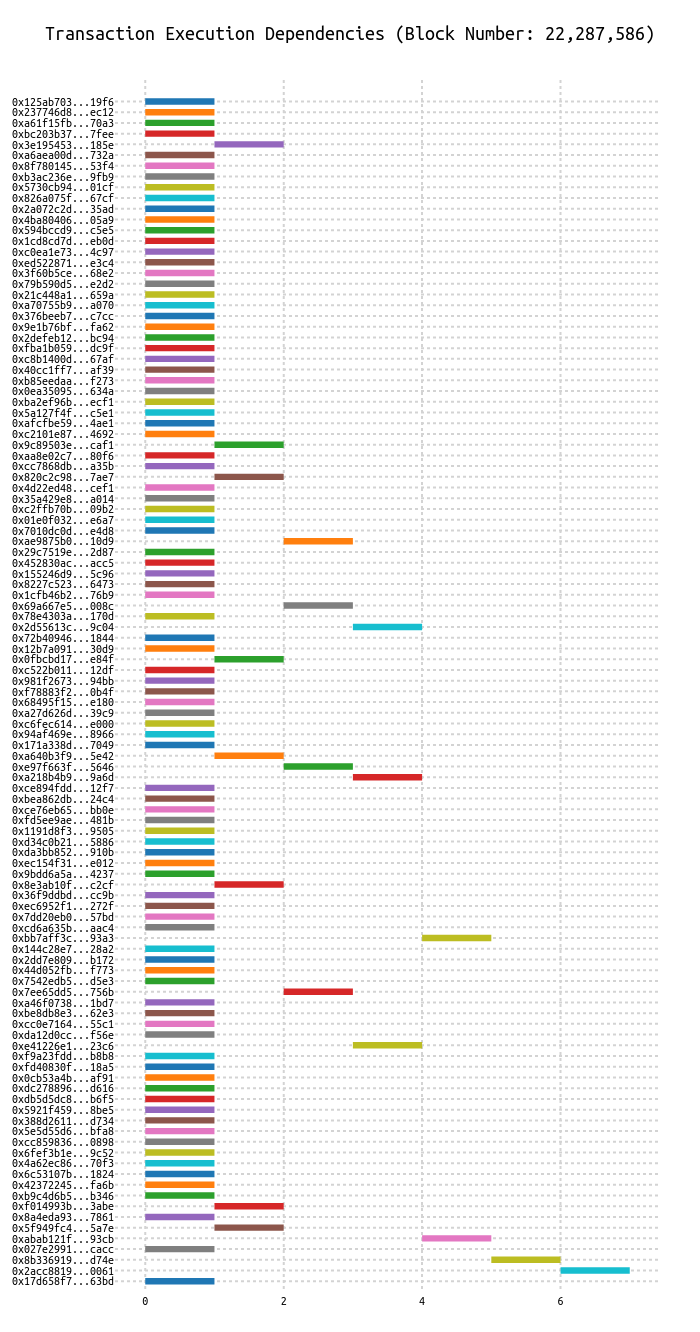 Transaction Execution Dependencies (Block Number: 22,287,586)
0x125ab703...19f6
0x237746d8...ec12
0xa61f15fb...70a3
0xbc203b37...7fee
0x3e195453...185e
0xa6aea00d...732a
0x8f780145...53f4
0xb3ac236e...9fb9
0x5730cb94...01cf
0x826a075f...67cf
0x2a072c2d...35ad
0x4ba80406...05a9
0x594bccd9...c5e5
0x1cd8cd7d...eb0d
0xc0ea1e73...4c97
0xed522871...e3c4
0x3f60b5ce...68e2
0x79b590d5...e2d2
0x21c448a1...659a
0xa70755b9...a070
0x376beeb7...c7cc
0x9e1b76bf...fa62
0x2defeb12...bc94
0xfba1b059...dc9f
0xc8b1400d...67af
0x40cc1ff7...af39
0xb85eedaa...f273
0x0ea35095...634a
0xba2ef96b...ecf1
0x5a127f4f...c5e1
0xafcfbe59...4ae1
0xc2101e87...4692
0x9c89503e...caf1
0xaa8e02c7...80f6
0xcc7868db...a35b
0x820c2c98...7ae7
0x4d22ed48...cef1
0x35a429e8...a014
0xc2ffb70b...09b2
0x01e0f032...e6a7
0x7010dc0d...e4d8
0xae9875b0...10d9
0x29c7519e...2d87
0x452830ac...acc5
0x155246d9...5c96
0x8227c523...6473
0x1cfb46b2...76b9
0x69a667e5...008c
0x78e4303a...170d
0x2d55613c...9c04
0x72b40946...1844
0x12b7a091...30d9
0x0fbcbd17...e84f
0xc522b011...12df
0x981f2673...94bb
0xf78883f2...0b4f
0x68495f15...e180
0xa27d626d...39c9
0xc6fec614...e000
0x94af469e...8966
0x171a338d...7049
0xa640b3f9...5e42
0xe97f663f...5646
0xa218b4b9...9a6d
0xce894fdd...12f7
0xbea862db...24c4
0xce76eb65...bb0e
0xfd5ee9ae...481b
0x1191d8f3...9505
0xd34c0b21...5886
0xda3bb852...910b
0xec154f31...e012
0x9bdd6a5a...4237
0x8e3ab10f...c2cf
0x36f9ddbd...cc9b
0xec6952f1...272f
0x7dd20eb0...57bd
0xcd6a635b...aac4
0xbb7aff3c...93a3
0x144c28e7...28a2
0x2dd7e809...b172
0x44d052fb...f773
0x7542edb5...d5e3
0x7ee65dd5...756b
0xa46f0738...1bd7
0xbe8db8e3...62e3
0xcc0e7164...55c1
0xda12d0cc...f56e
0xe41226e1...23c6
0xf9a23fdd...b8b8
0xfd40830f...18a5
0x0cb53a4b...af91
0xdc278896...d616
0xdb5d5dc8...b6f5
0x5921f459...8be5
0x388d2611...d734
0x5e5d55d6...bfa8
0xcc859836...0898
0x6fef3b1e...9c52
0x4a62ec86...70f3
0x6c53107b...1824
0x42372245...fa6b
0xb9c4d6b5...b346
0xf014993b...3abe
0x8a4eda93...7861
0x5f949fc4...5a7e
0xabab121f...93cb
0x027e2991...cacc
0x8b336919...d74e
0x2acc8819...0061
0x17d658f7...63bd
0 2 4 6